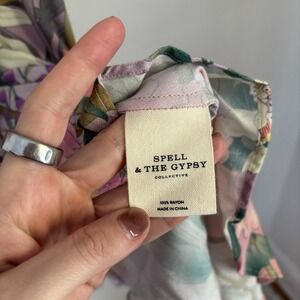 SPELL
& THE GYPSY
COLLECTIVE
100% RAYON
MADE IN CHINA